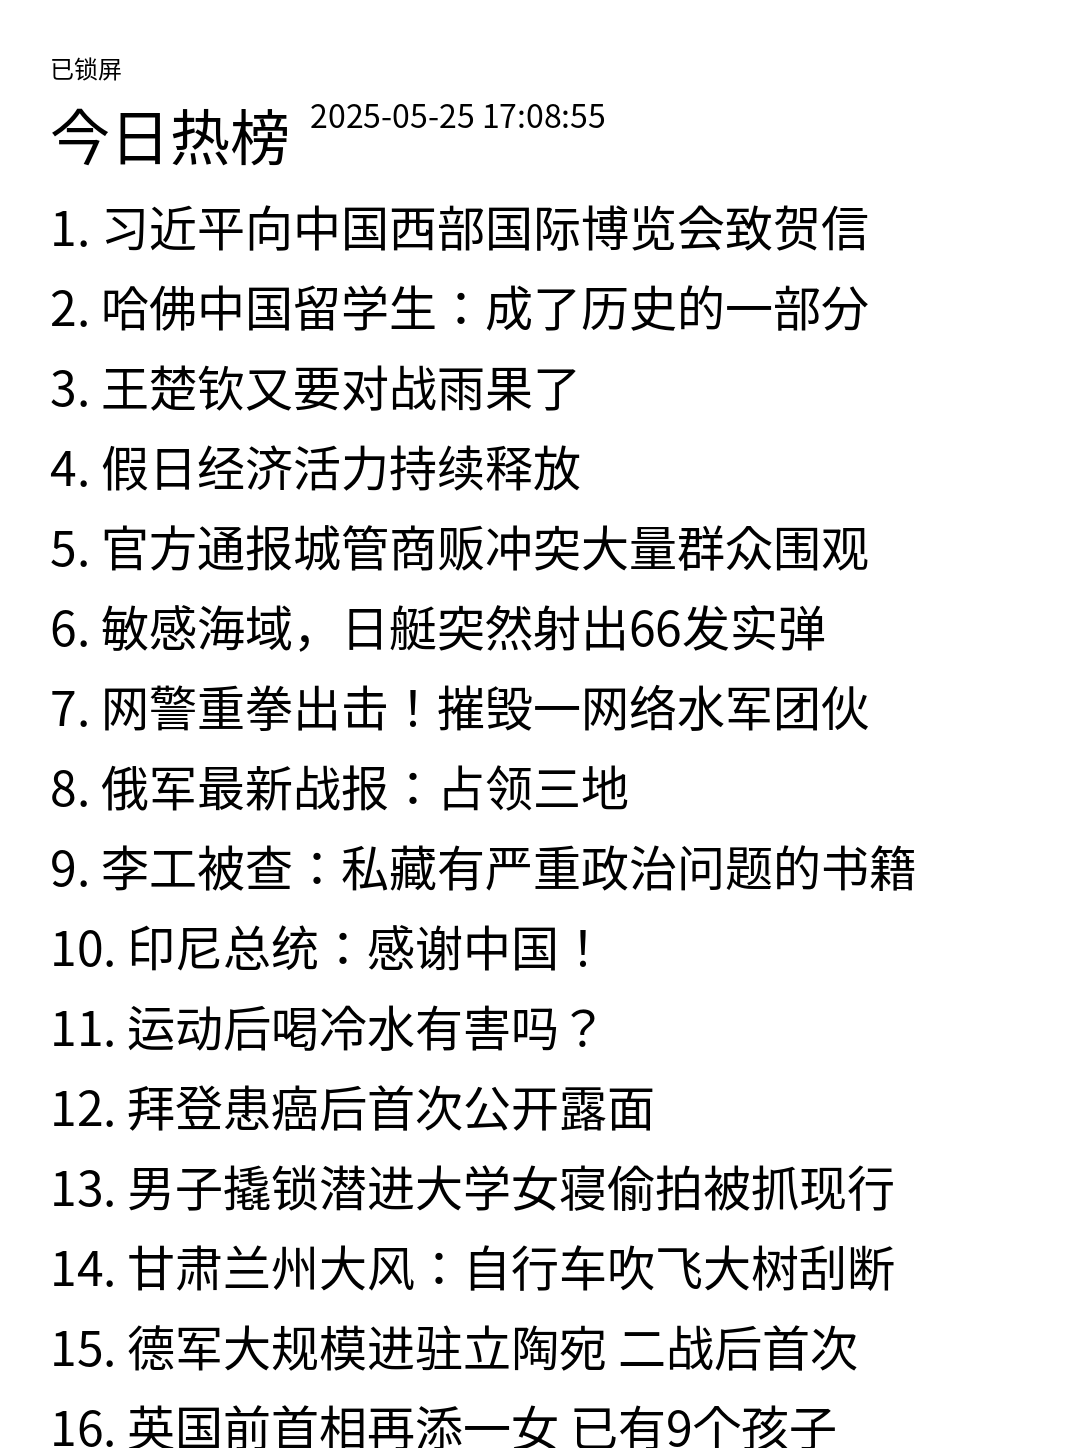 已锁屏
今日热榜 2025-05-25 17:08:55
1. 习近平向中国西部国际博览会致贺信
2. 哈佛中国留学生：成了历史的一部分
3. 王楚钦又要对战雨果了
4. 假日经济活力持续释放
5. 官方通报城管商贩冲突大量群众围观
6. 敏感海域，日艇突然射出66发实弹
7. 网警重拳出击！摧毁一网络水军团伙
8. 俄军最新战报：占领三地
9. 李工被查：私藏有严重政治问题的书籍
10. 印尼总统：感谢中国！
11. 运动后喝冷水有害吗？
12. 拜登患癌后首次公开露面
13. 男子撬锁潜进大学女寝偷拍被抓现行
14. 甘肃兰州大风：自行车吹飞大树刮断
15. 德军大规模进驻立陶宛 二战后首次
16. 英国前首相再添一女 已有9个孩子